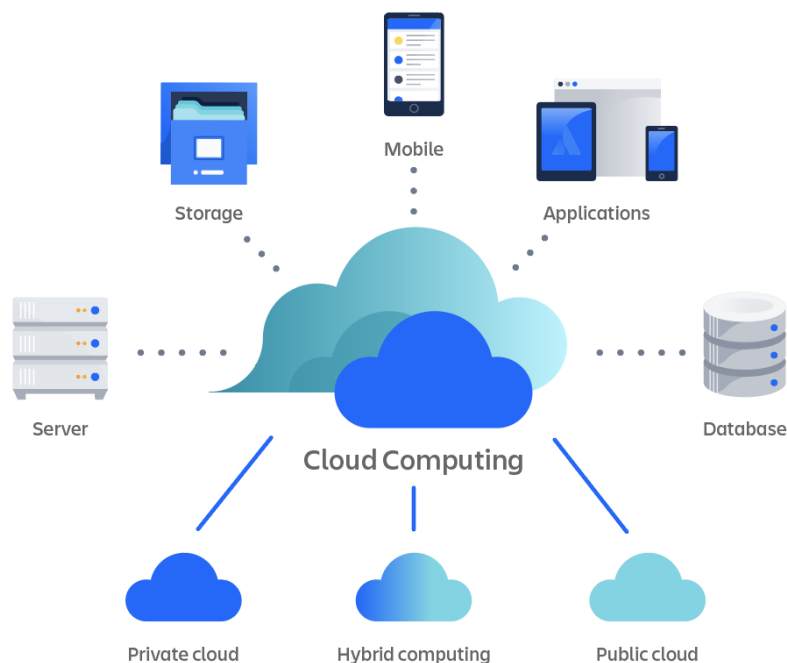 Mobile
Storage
Applications
Server
Database
Cloud Computing
Private cloud
Hybrid computing
Public cloud